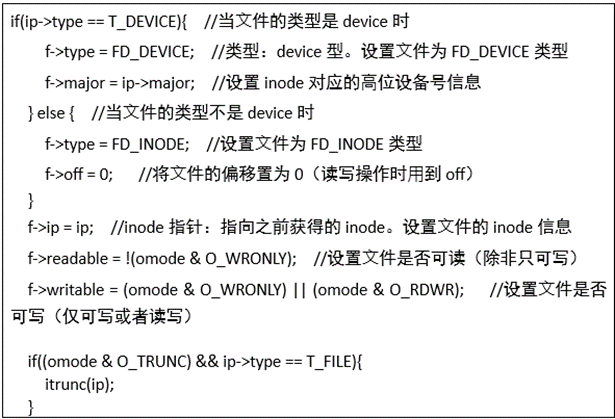 if(ip->type == T_DEVICE){ //当文件的类型是 device 时
f->type = FD_DEVICE; //类型：device 型。设置文件为 FD_DEVICE 类型
f->major = ip->major; //设置 inode 对应的高位设备号信息
} else { //当文件的类型不是 device 时
f->type = FD_INODE; //设置文件为 FD_INODE 类型
f->off = 0; //将文件的偏移置为 0（读写操作时用到 off）
}
f->ip = ip; //inode 指针：指向之前获得的 inode。设置文件的 inode 信息
f->readable = !(omode & O_WRONLY); //设置文件是否可读（除非只可写）
f->writable = (omode & O_WRONLY) || (omode & O_RDWR); //设置文件是否
可写（仅可写或者读写）
if((omode & O_TRUNC) && ip->type == T_FILE){
itrunc(ip);
}